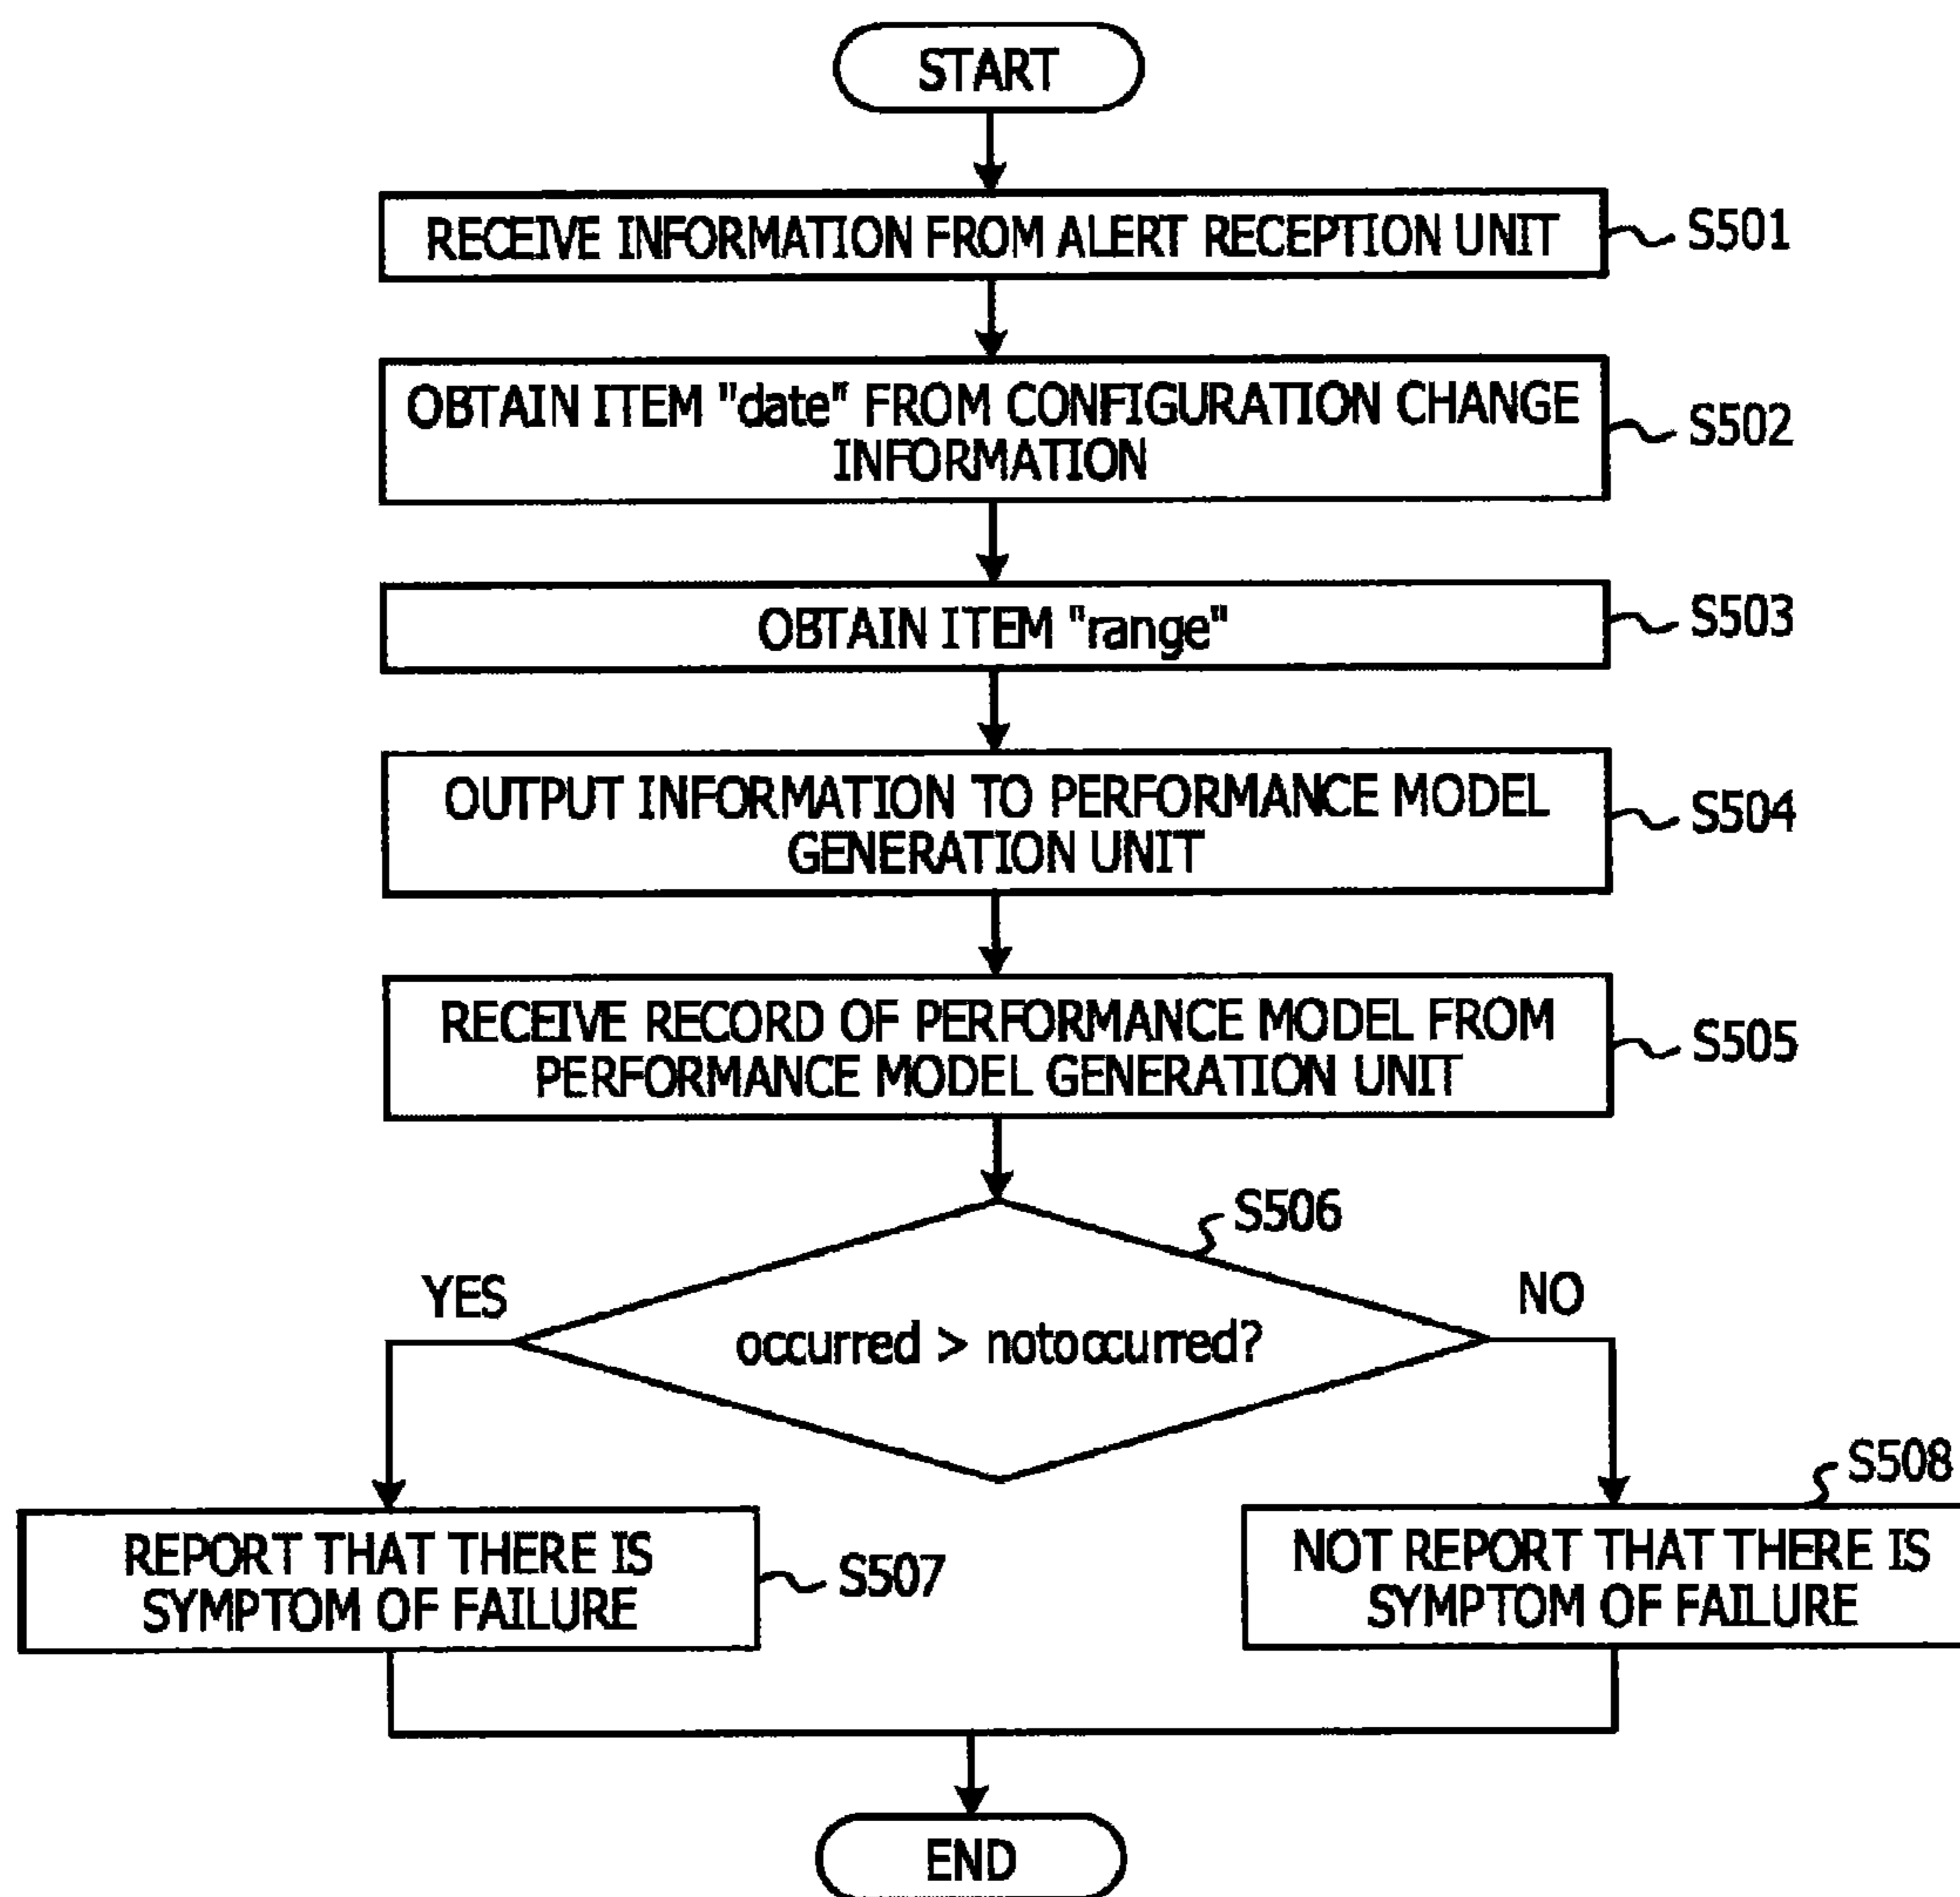 START
RECEIVE INFORMATION FROM ALERT RECEPTION UNIT
S501
OBTAIN ITEM "date" FROM CONFIGURATION CHANGE
INFORMATION
S502
OBTAIN ITEM "range"
S503
OUTPUT INFORMATION TO PERFORMANCE MODEL
GENERATION UNIT
S504
RECEIVE RECORD OF PERFORMANCE MODEL FROM
PERFORMANCE MODEL GENERATION UNIT
S505
S506
YES
NO
occurred > notoccurred?
S508
REPORT THAT THERE IS
SYMPTOM OF FAILURE
S507
NOT REPORT THAT THERE IS
SYMPTOM OF FAILURE
END